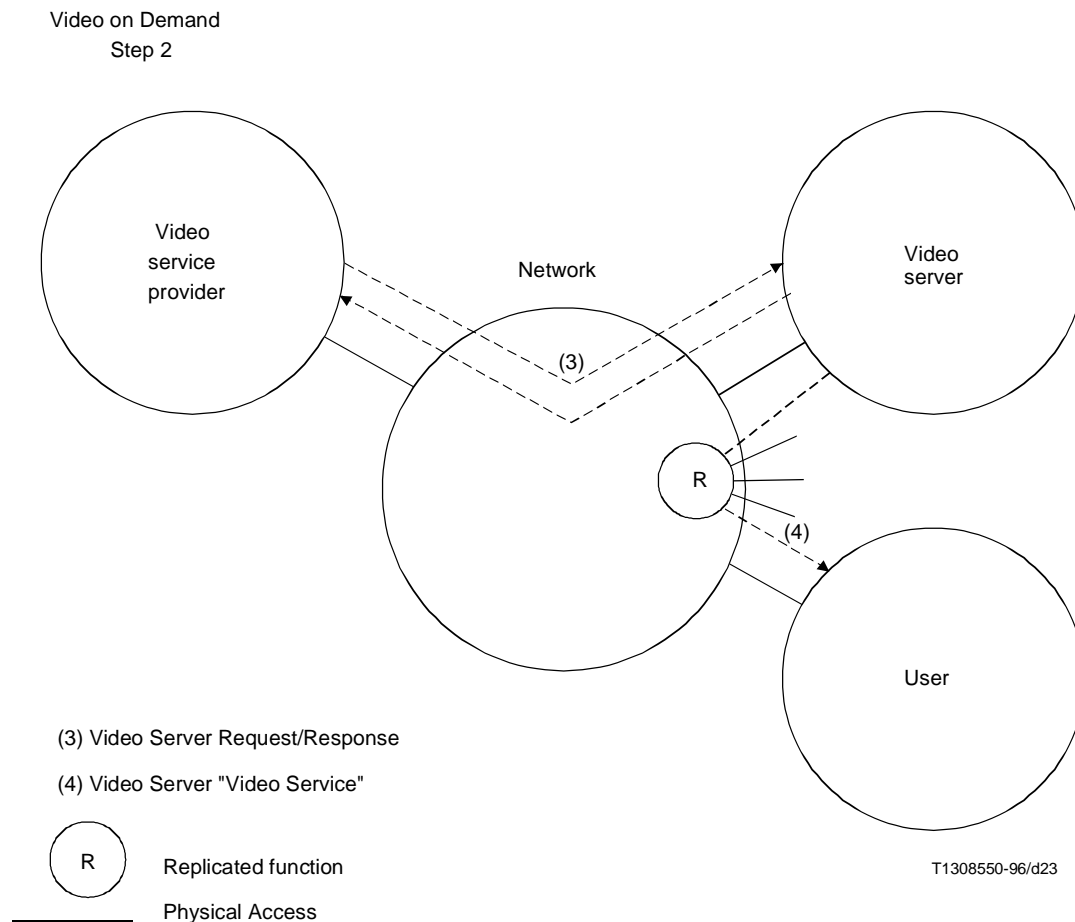 Video on Demand
Step 2
Video
service
provider
Network
Video
server
(3)
R
(4)
User
(3) Video Server Request/Response
(4) Video Server "Video Service"
R
Replicated function
T1308550-96/d23
Physical Access